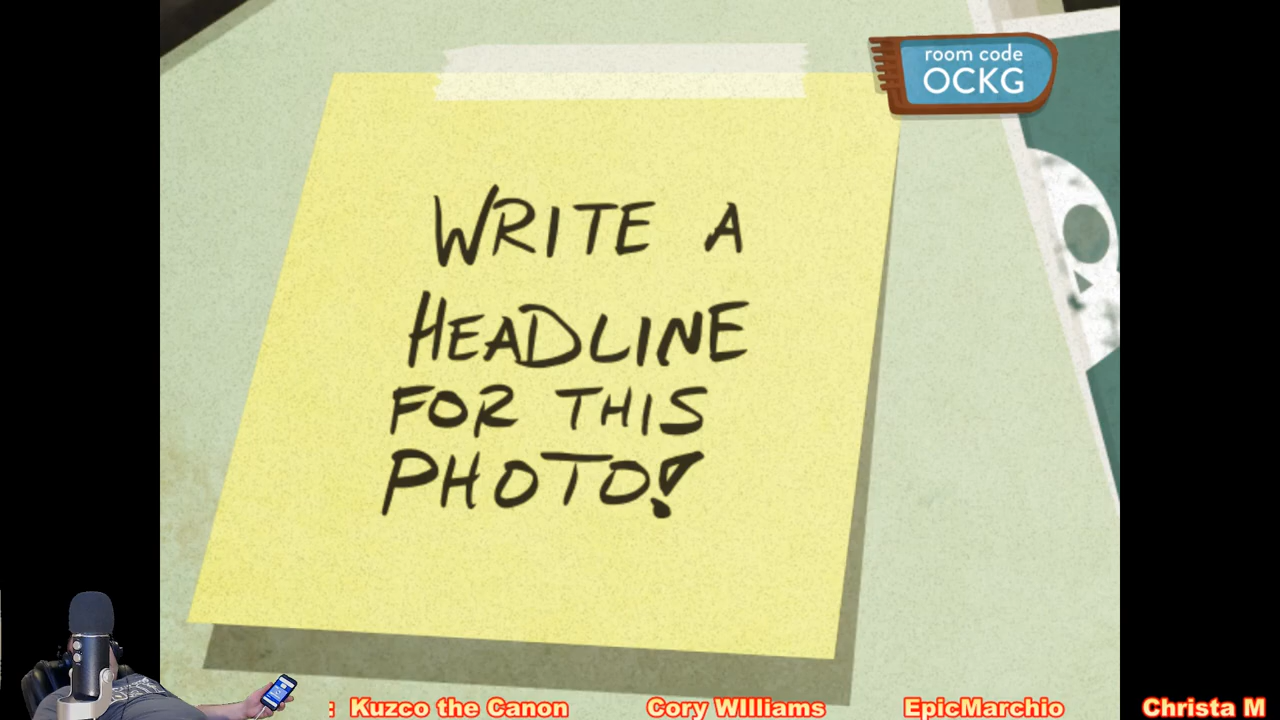 room code
OCKG
WRITE A
HEADLINE
FOR THIS
PHOTO!
: Kuzco the Canon Cory WIlliams EpicMarchio Christa M